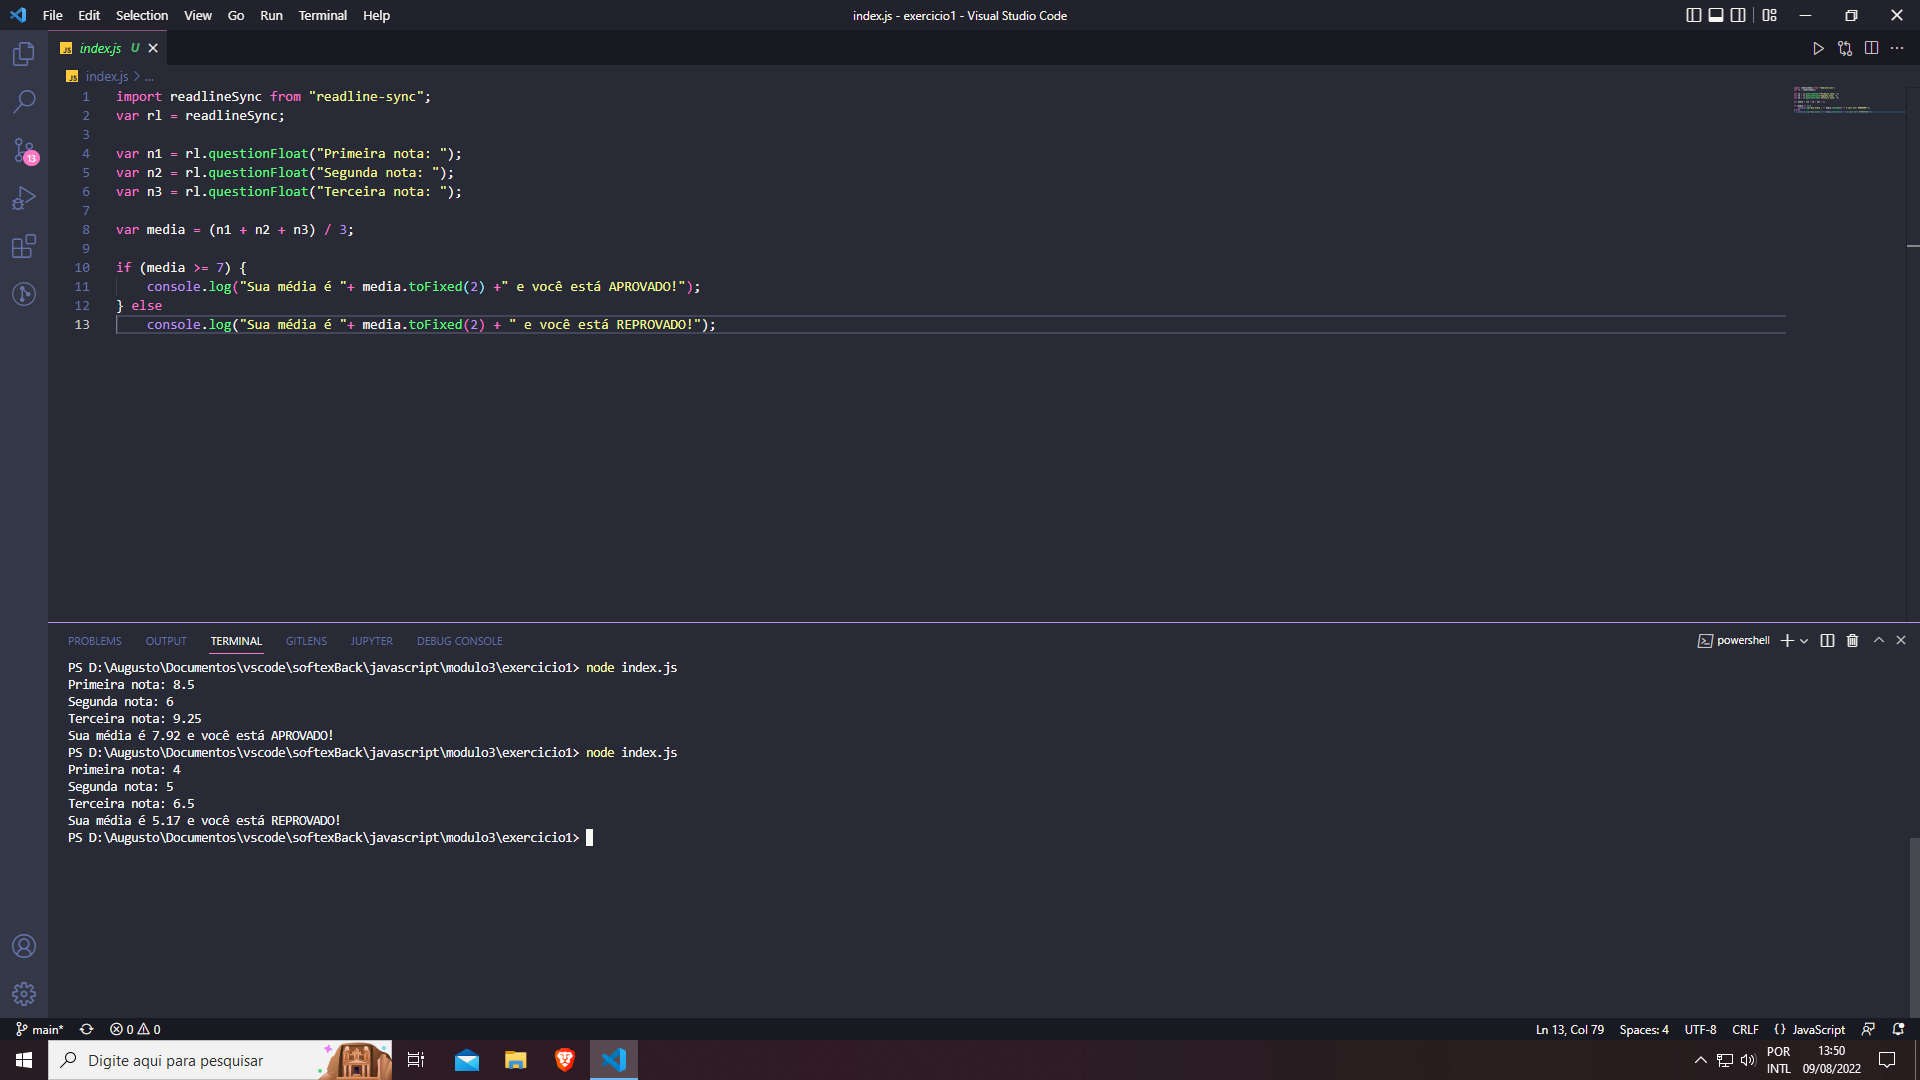 File Edit Selection View Go Run Terminal Help
index.js - exercicio1 - Visual Studio Code
JS index.js U
JS index.js > ...
1 import readlineSync from "readline-sync";
2 var rl = readlineSync;
3
4 var n1 = rl.questionFloat("Primeira nota: ");
5 var n2 = rl.questionFloat("Segunda nota: ");
6 var n3 = rl.questionFloat("Terceira nota: ");
7
8 var media = (n1 + n2 + n3) / 3;
9
10 if (media >= 7) {
11     console.log("Sua média é "+ media.toFixed(2) +" e você está APROVADO!");
12 } else
13     console.log("Sua média é "+ media.toFixed(2) + " e você está REPROVADO!");
13
PROBLEMS OUTPUT TERMINAL GITLENS JUPYTER DEBUG CONSOLE
powershell
PS D:\Augusto\Documentos\vscode\softexBack\javascript\modulo3\exercicio1> node index.js
Primeira nota: 8.5
Segunda nota: 6
Terceira nota: 9.25
Sua média é 7.92 e você está APROVADO!
PS D:\Augusto\Documentos\vscode\softexBack\javascript\modulo3\exercicio1> node index.js
Primeira nota: 4
Segunda nota: 5
Terceira nota: 6.5
Sua média é 5.17 e você está REPROVADO!
PS D:\Augusto\Documentos\vscode\softexBack\javascript\modulo3\exercicio1>
main* 0 0
Ln 13, Col 79 Spaces: 4 UTF-8 CRLF {} JavaScript
Digite aqui para pesquisar
POR
INTL
13:50
09/08/2022